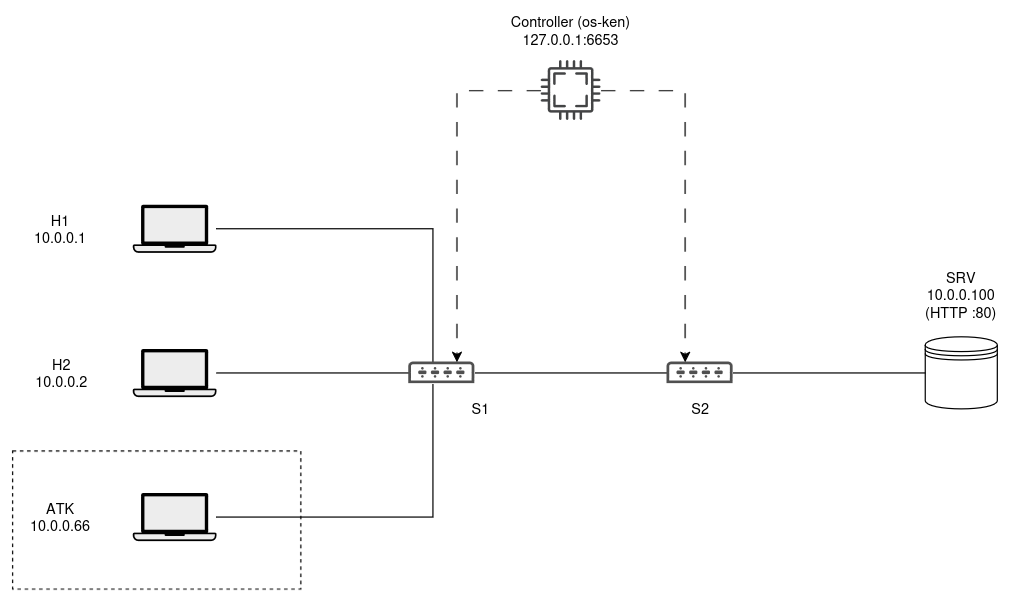 Controller (os-ken)
127.0.0.1:6653
H1
10.0.0.1
SRV
10.0.0.100
(HTTP :80)
H2
10.0.0.2
S1
S2
ATK
10.0.0.66